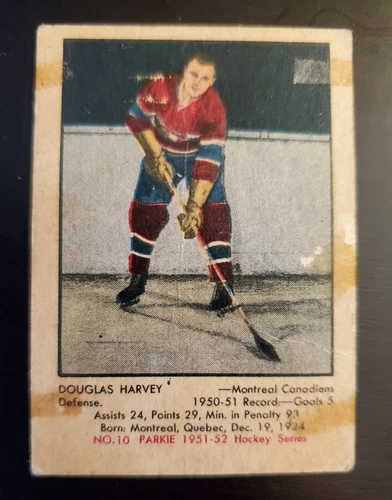 DOUGLAS HARVEY —Montreal Canadiens
Defense. 1950-51 Record:—Goals 5
Assists 24, Points 29, Min. in Penalty 93
Born: Montreal, Quebec, Dec. 19, 1924
NO.10 PARKIE 1951-52 Hockey Series